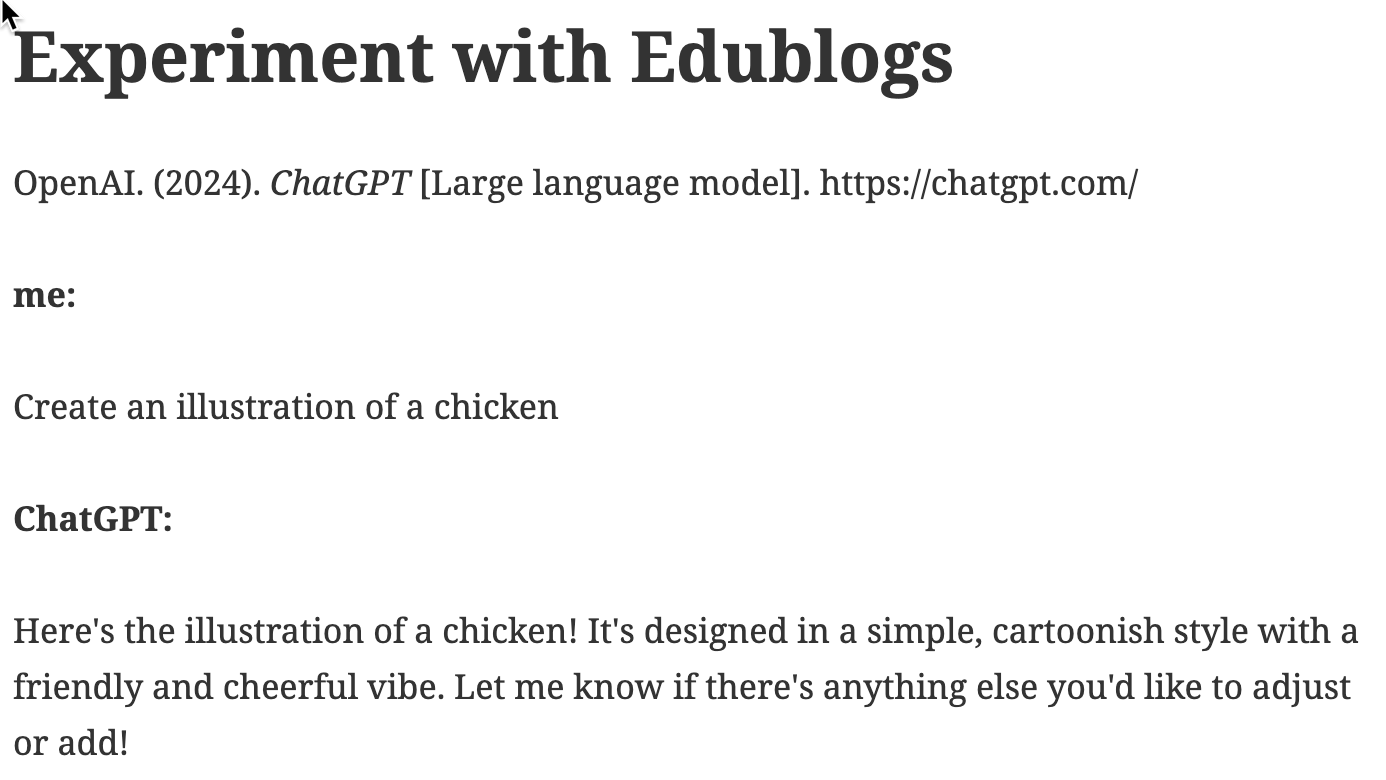 Experiment with Edublogs
OpenAI. (2024). ChatGPT [Large language model]. https://chatgpt.com/
me:
Create an illustration of a chicken
ChatGPT:
Here's the illustration of a chicken! It's designed in a simple, cartoonish style with a
friendly and cheerful vibe. Let me know if there's anything else you'd like to adjust
or add!